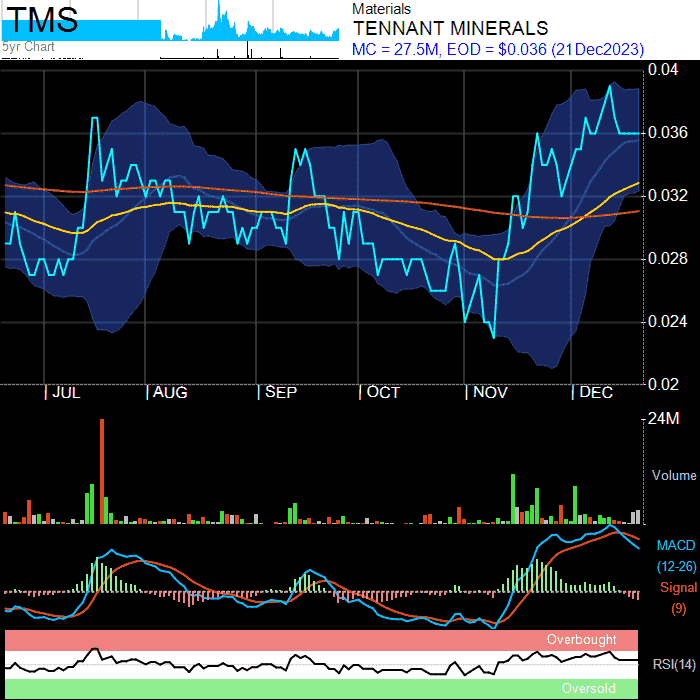 TMS
5yr Chart
Materials
TENNANT MINERALS
MC = 27.5M, EOD = $0.036 (21Dec2023)
0.04
0.036
0.032
0.028
0.024
0.02
JUL AUG SEP OCT NOV DEC
24M
Volume
MACD
(12-26)
Signal
(9)
Overbought
RSI(14)
Oversold